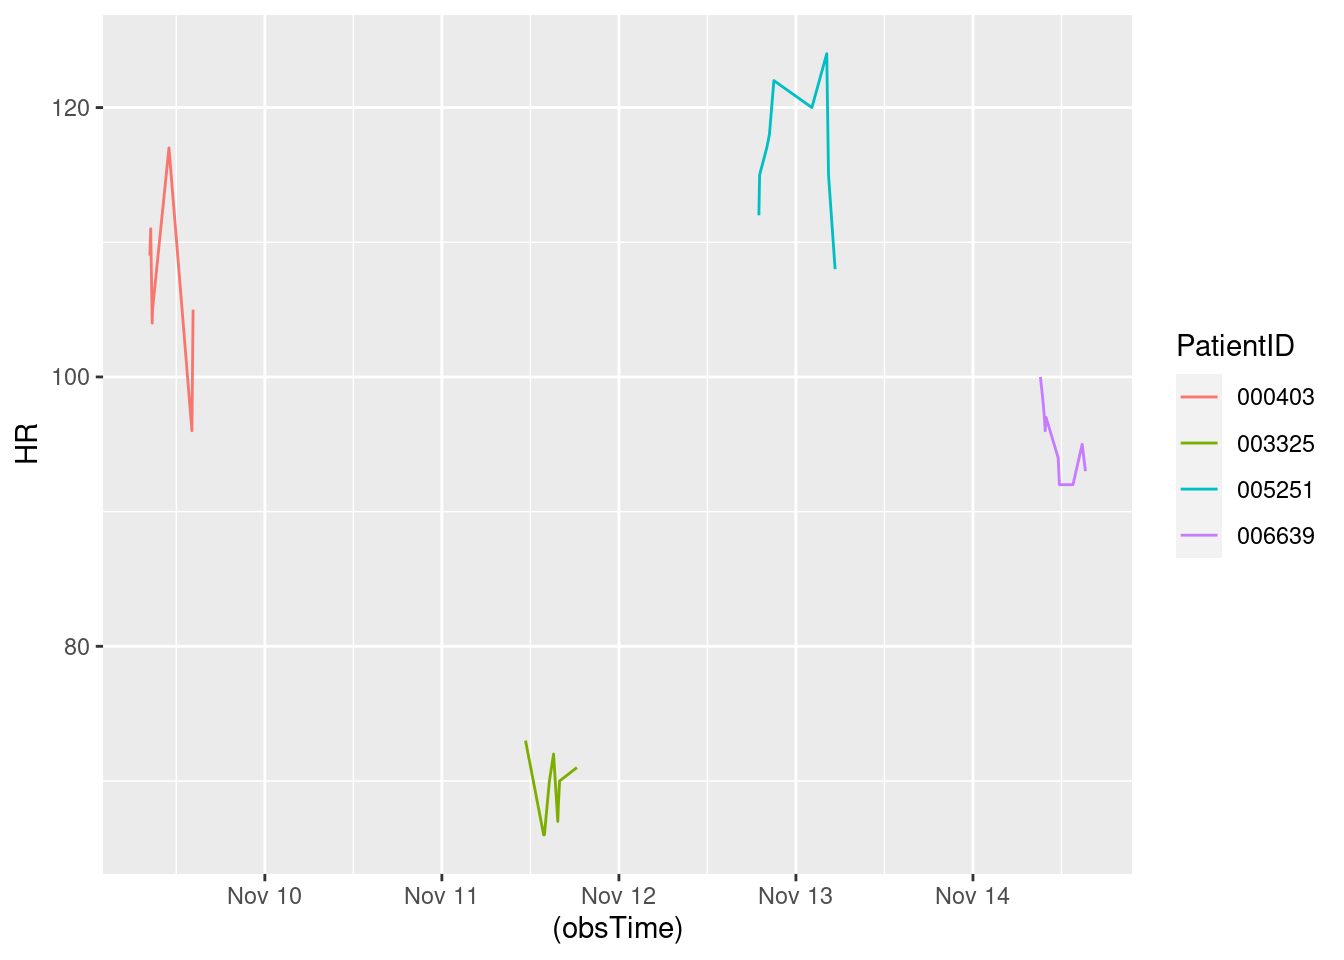 120
100
80
HR
Nov 10
Nov 11
Nov 12
Nov 13
Nov 14
(obsTime)
PatientID
000403
003325
005251
006639